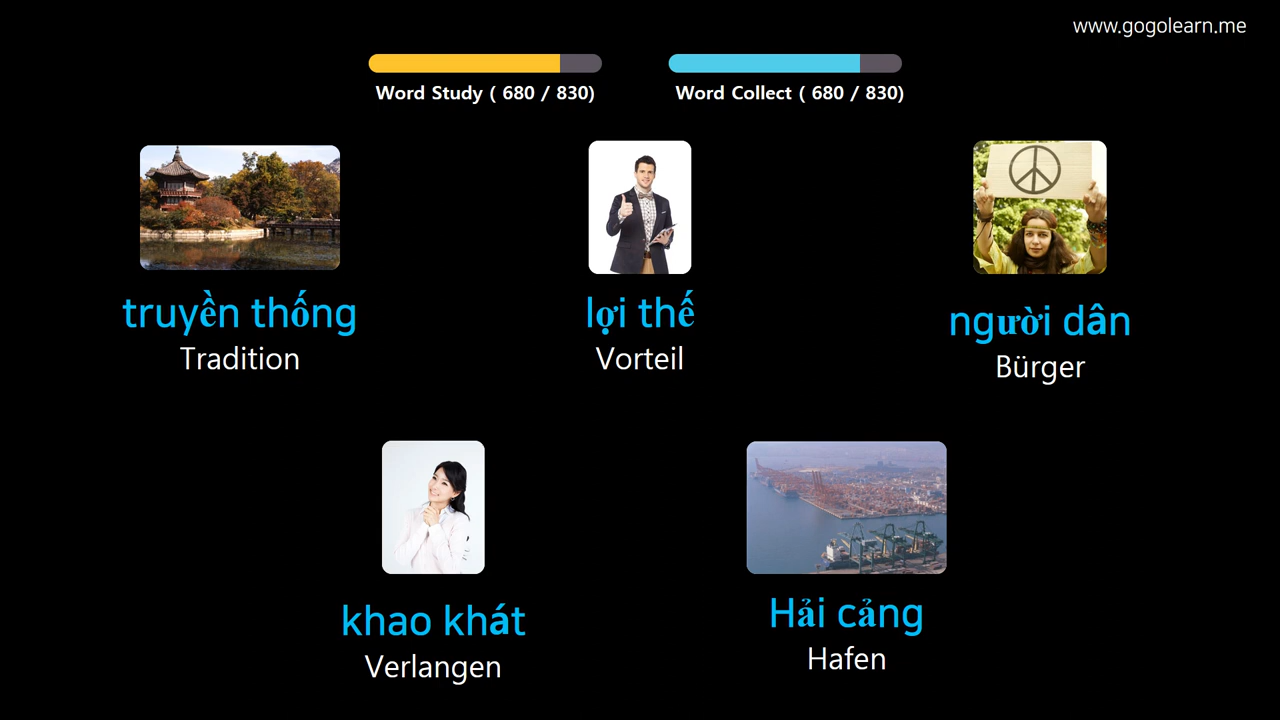 www.gogolearn.me
Word Study ( 680 / 830)
Word Collect ( 680 / 830)
truyền thống
Tradition
lợi thế
Vorteil
người dân
Bürger
khao khát
Verlangen
Hải cảng
Hafen